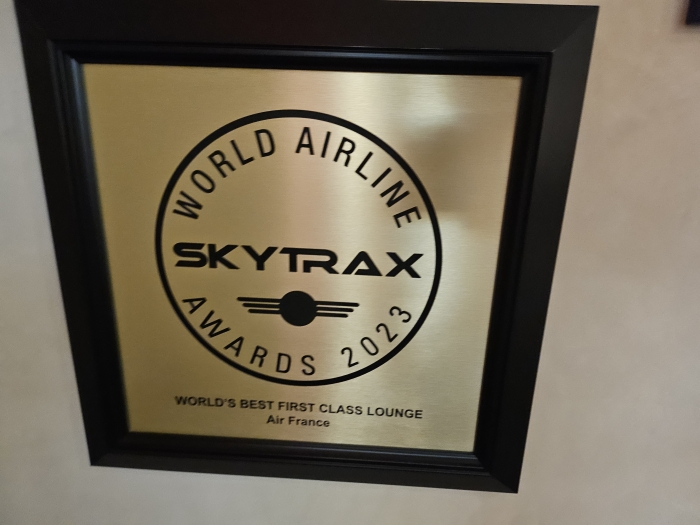 WORLD AIRLINE
SKYTRAX
AWARDS 2023
WORLD'S BEST FIRST CLASS LOUNGE
Air France